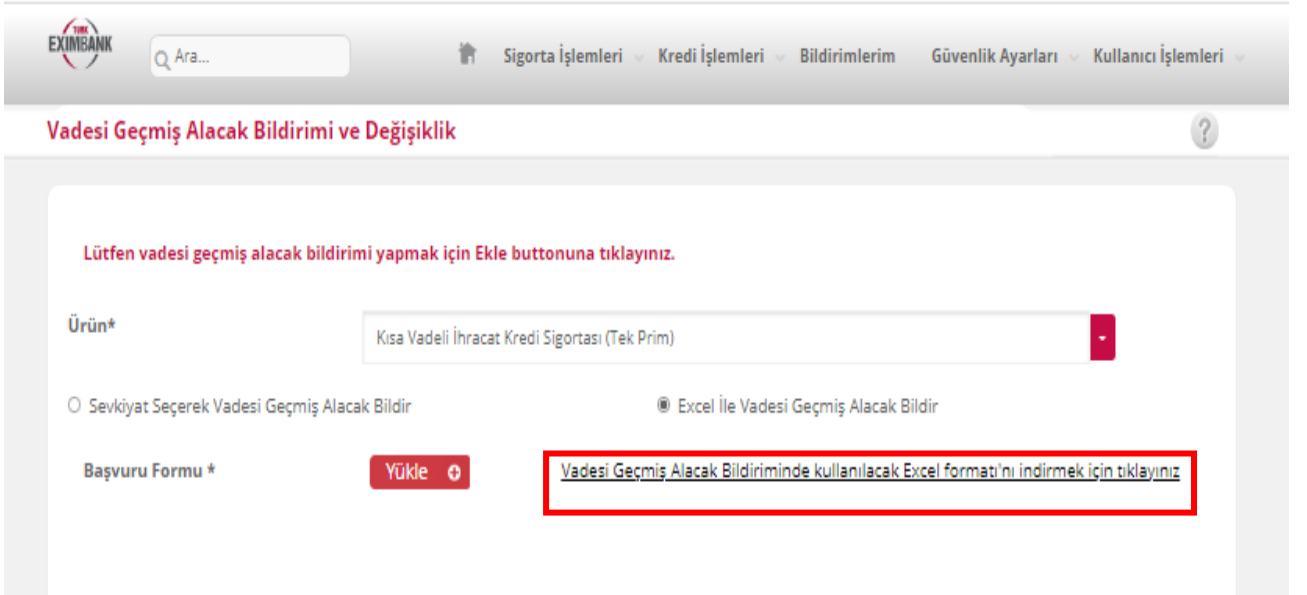 TURK
EXIMBANK
Ara...
Sigorta İşlemleri Kredi İşlemleri Bildirimlerim Güvenlik Ayarları Kullanıcı İşlemleri
Vadesi Geçmiş Alacak Bildirimi ve Değişiklik
?
Lütfen vadesi geçmiş alacak bildirimi yapmak için Ekle buttonuna tıklayınız.
Ürün*
Kısa Vadeli İhracat Kredi Sigortası (Tek Prim)
Sevkiyat Seçerek Vadesi Geçmiş Alacak Bildir Excel İle Vadesi Geçmiş Alacak Bildir
Başvuru Formu * Yükle Vadesi Geçmiş Alacak Bildiriminde kullanılacak Excel formatı'nı indirmek için tıklayınız